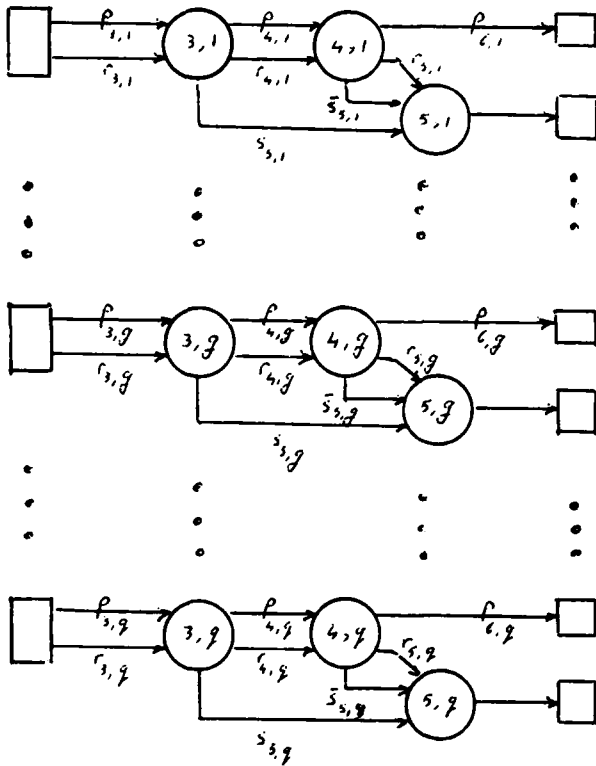 p3,1 p4,1 p6,1
3,1 4,1
r3,1 r4,1 r5,1
s̄5,1 5,1
s5,1
p3,g p4,g p6,g
3,g 4,g
r3,g r4,g r5,g
s̄5,g 5,g
s5,g
p3,q p4,q p6,q
3,q 4,q
r3,q r4,q r5,q
s̄5,q 5,q
s5,q